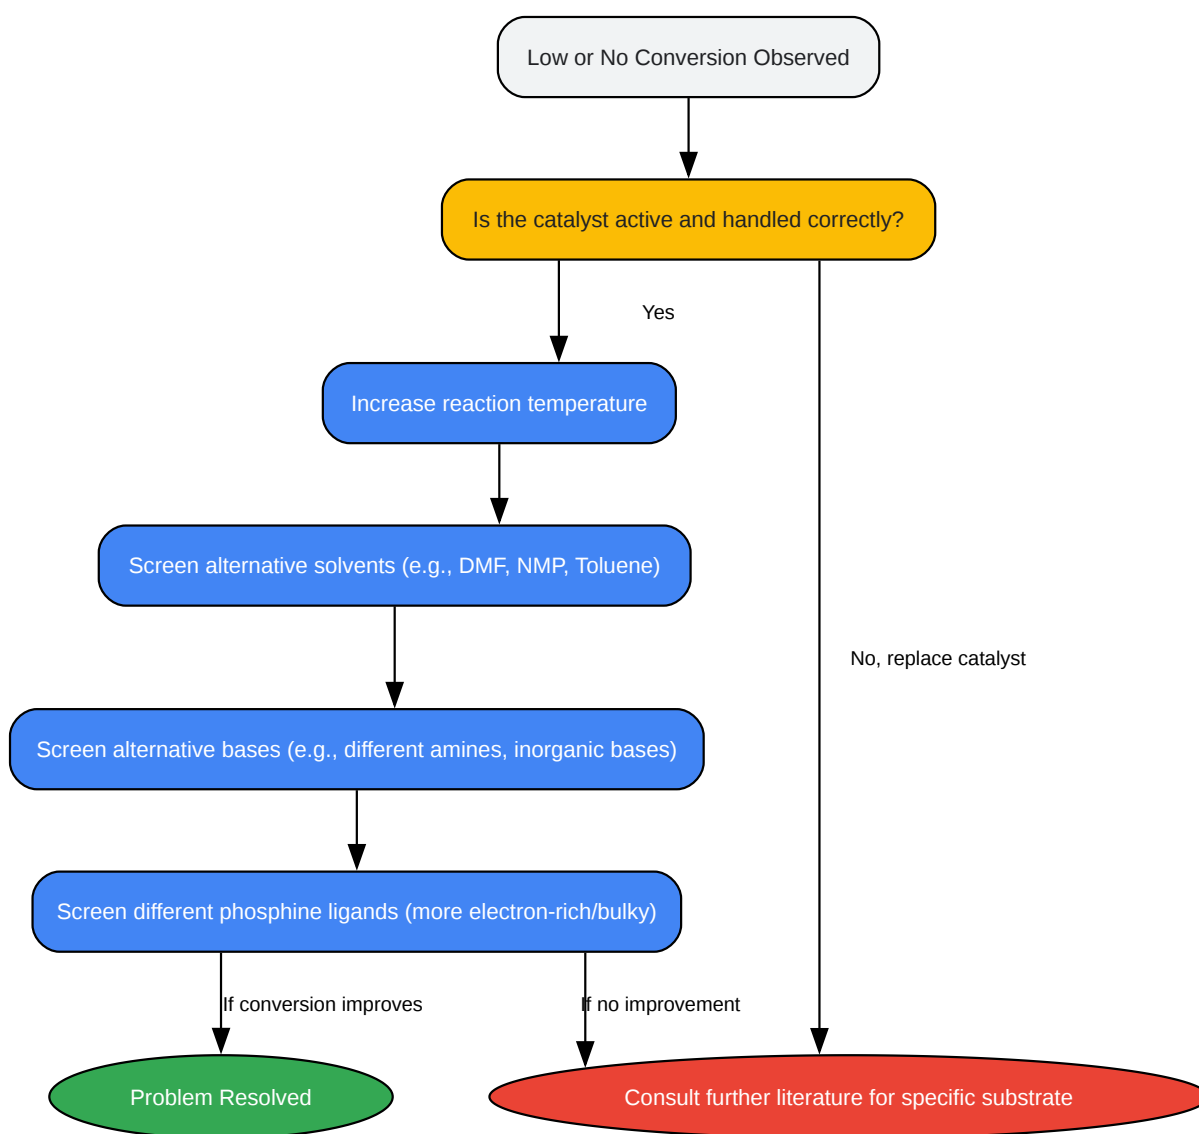 Low or No Conversion Observed
Is the catalyst active and handled correctly?
Yes
Increase reaction temperature
Screen alternative solvents (e.g., DMF, NMP, Toluene)
No, replace catalyst
Screen alternative bases (e.g., different amines, inorganic bases)
Screen different phosphine ligands (more electron-rich/bulky)
If conversion improves
If no improvement
Problem Resolved
Consult further literature for specific substrate